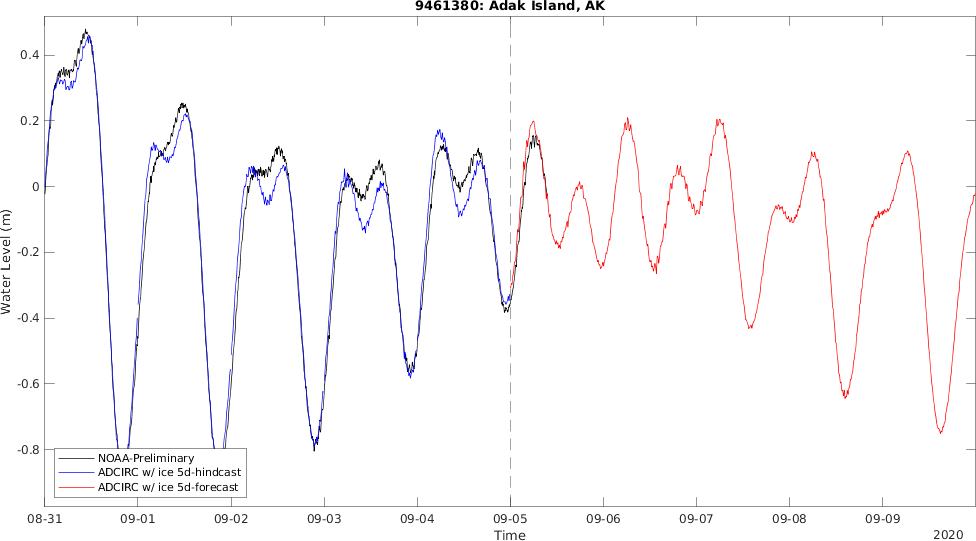 9461380: Adak Island, AK
0.4
0.2
0
-0.2
-0.4
-0.6
-0.8
Water Level (m)
NOAA-Preliminary
ADCIRC w/ ice 5d-hindcast
ADCIRC w/ ice 5d-forecast
08-31 09-01 09-02 09-03 09-04 09-05 09-06 09-07 09-08 09-09
Time
2020